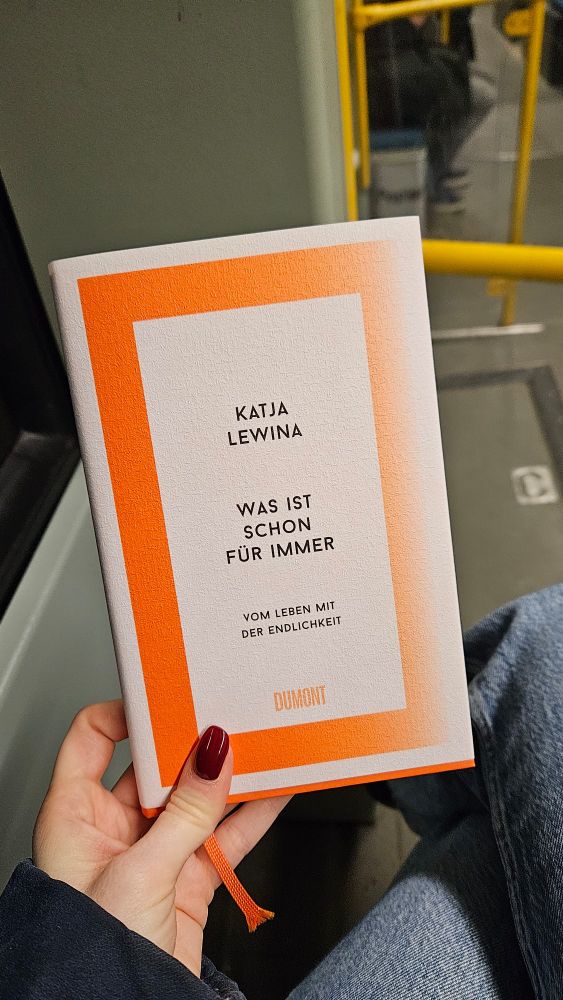 KATJA
LEWINA
WAS IST
SCHON
FÜR IMMER
VOM LEBEN MIT
DER ENDLICHKEIT
DUMONT